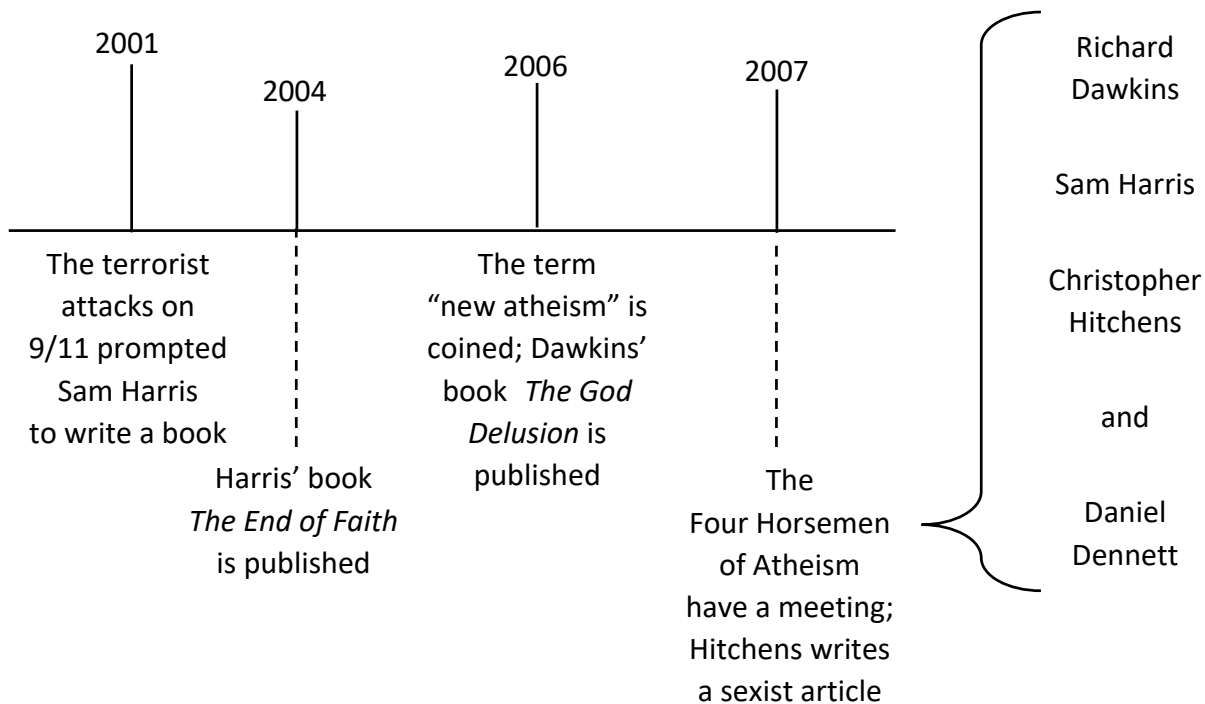 2001
The terrorist
attacks on
9/11 prompted
Sam Harris
to write a book
2004
Harris’ book
The End of Faith
is published
2006
The term
“new atheism” is
coined; Dawkins’
book The God
Delusion is
published
2007
The
Four Horsemen
of Atheism
have a meeting;
Hitchens writes
a sexist article
Richard
Dawkins
Sam Harris
Christopher
Hitchens
and
Daniel
Dennett